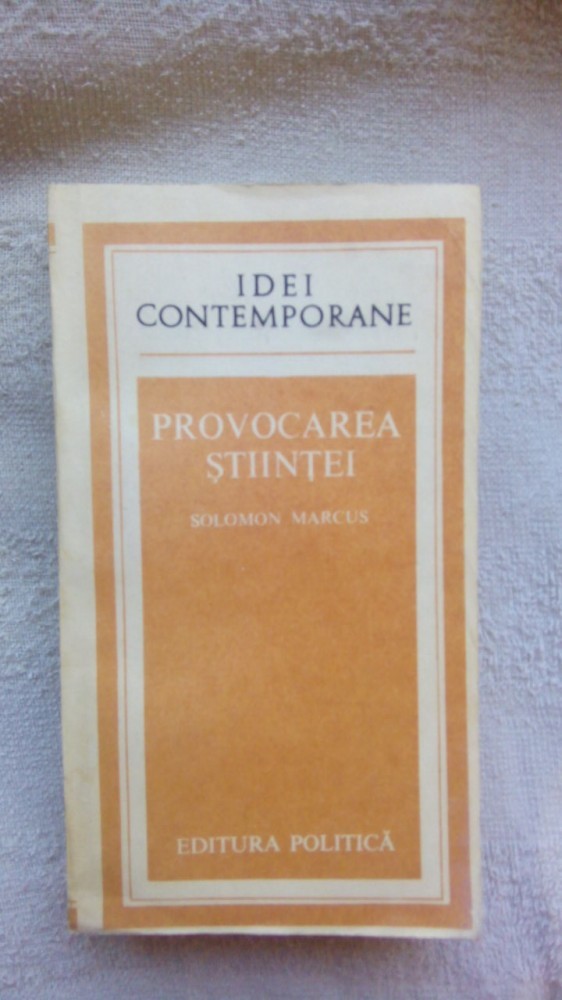 IDEI
CONTEMPORANE
PROVOCAREA
ŞTIINŢEI
SOLOMON MARCUS
EDITURA POLITICĂ